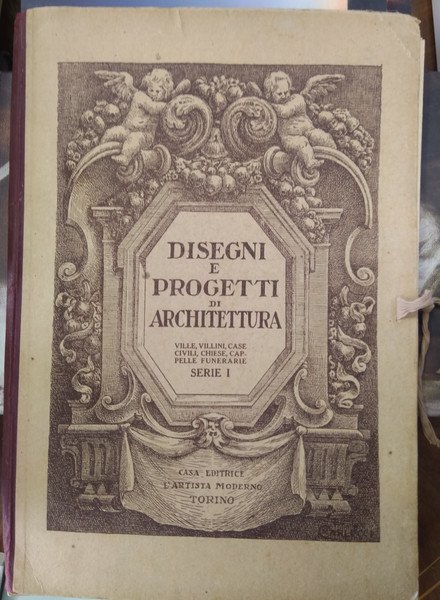 DISEGNI
E
PROGETTI
DI
ARCHITETTURA
VILLE, VILLINI, CASE
CIVILI, CHIESE, CAP-
PELLE FUNERARIE
SERIE I
CASA EDITRICE
L'ARTISTA MODERNO
TORINO